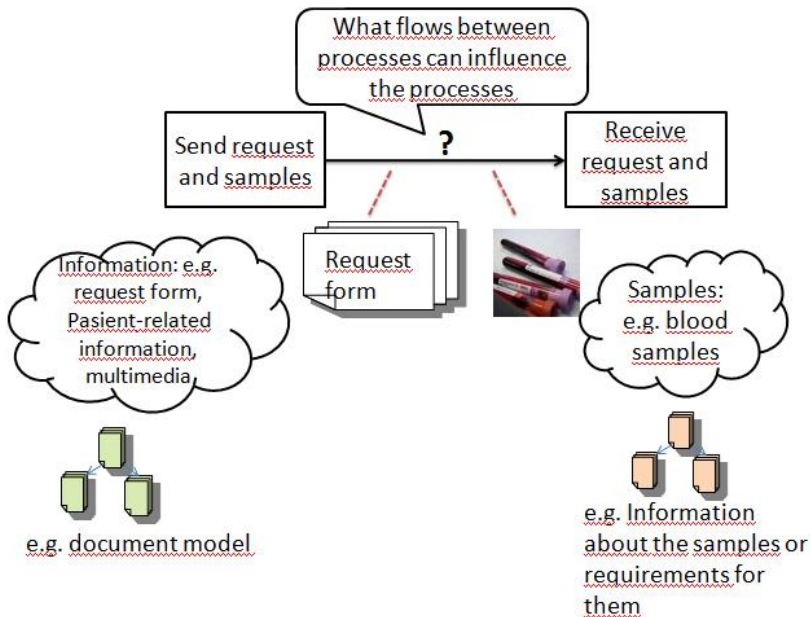 What flows between
processes can influence
the processes
Send request
and samples
?
Receive
request and
samples
Information: e.g.
request form,
Pasient-related
information,
multimedia
Request
form
Samples:
e.g. blood
samples
e.g. document model
e.g. Information
about the samples or
requirements for
them